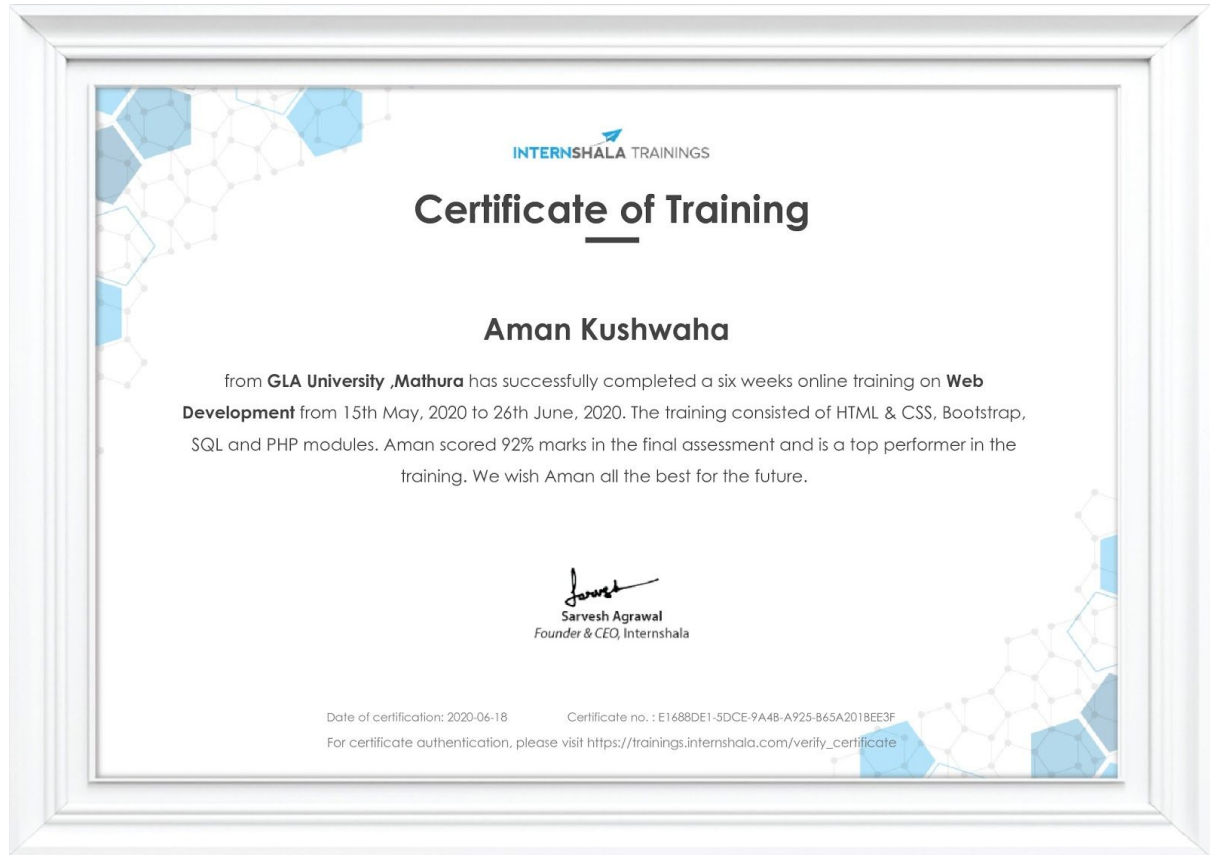 INTERNSHALA TRAININGS
Certificate of Training
Aman Kushwaha
from GLA University ,Mathura has successfully completed a six weeks online training on Web
Development from 15th May, 2020 to 26th June, 2020. The training consisted of HTML & CSS, Bootstrap,
SQL and PHP modules. Aman scored 92% marks in the final assessment and is a top performer in the
training. We wish Aman all the best for the future.
Sarvesh
Sarvesh Agrawal
Founder & CEO, Internshala
Date of certification: 2020-06-18 Certificate no. : E1688DE1-5DCE-9A4B-A925-B65A201BEE3F
For certificate authentication, please visit https://trainings.internshala.com/verify_certificate